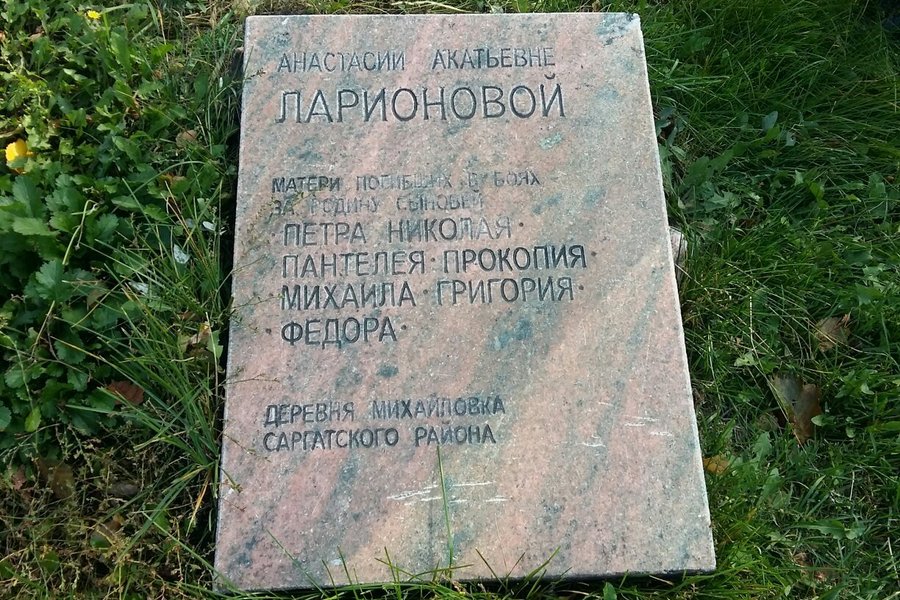 АНАСТАСИИ АКАТЬЕВНЕ
ЛАРИОНОВОЙ
МАТЕРИ ПОГИБШИХ В БОЯХ
ЗА РОДИНУ СЫНОВЕЙ
·ПЕТРА·НИКОЛАЯ·
ПАНТЕЛЕЯ·ПРОКОПИЯ·
·МИХАИЛА·ГРИГОРИЯ·
·ФЕДОРА·
ДЕРЕВНЯ МИХАЙЛОВКА
САРГАТСКОГО РАЙОНА